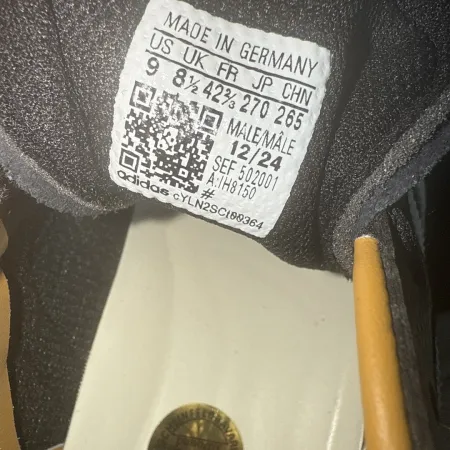 MADE IN GERMANY
US UK FR JP CHN
9 8½ 42⅔ 270 265
MALE/MÂLE
12/24
SEF 502001
A:IH8150
#
adidas cYLN2SC100364